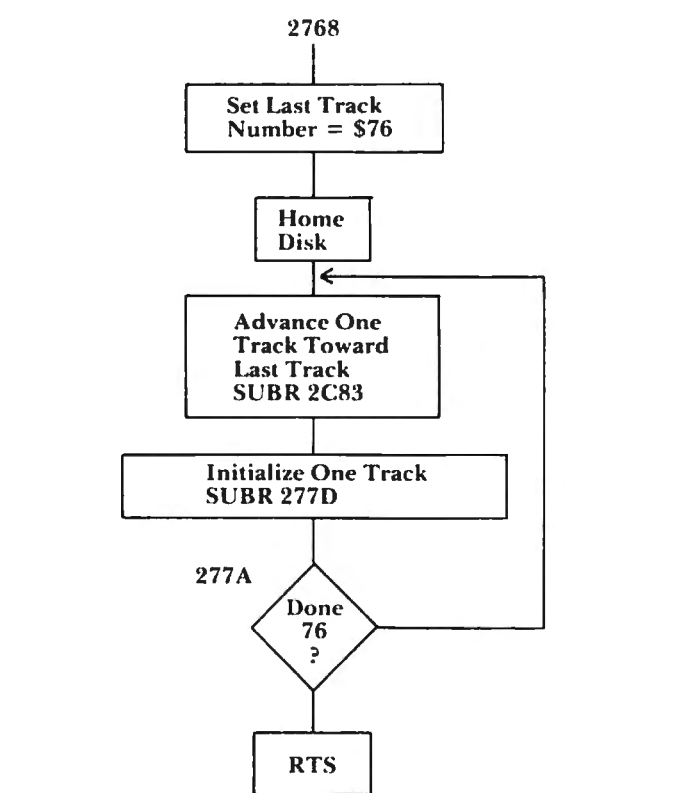 2768
Set Last Track
Number = $76
Home
Disk
Advance One
Track Toward
Last Track
SUBR 2C83
Initialize One Track
SUBR 277D
277A
Done
76
?
RTS